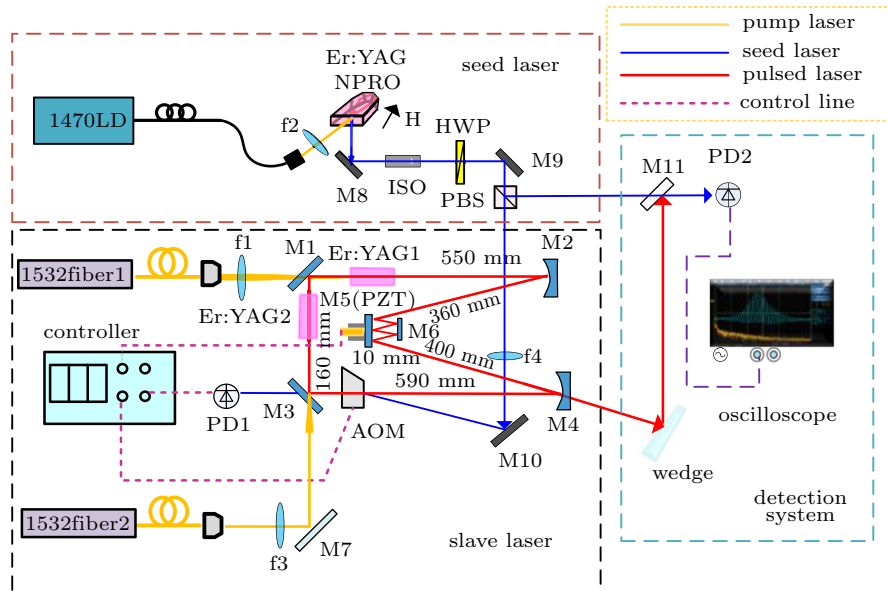 pump laser
seed laser
pulsed laser
control line
Er:YAG
NPRO
seed laser
1470LD
f2
H
HWP
M9
M8
ISO
PBS
M11
PD2
f1
M1
Er:YAG1
550 mm
M2
1532fiber1
Er:YAG2
M5(PZT)
360 mm
M6
controller
10 mm
400 mm
f4
160 mm
590 mm
M3
PD1
AOM
M4
M10
oscilloscope
wedge
1532fiber2
f3
M7
slave laser
detection
system